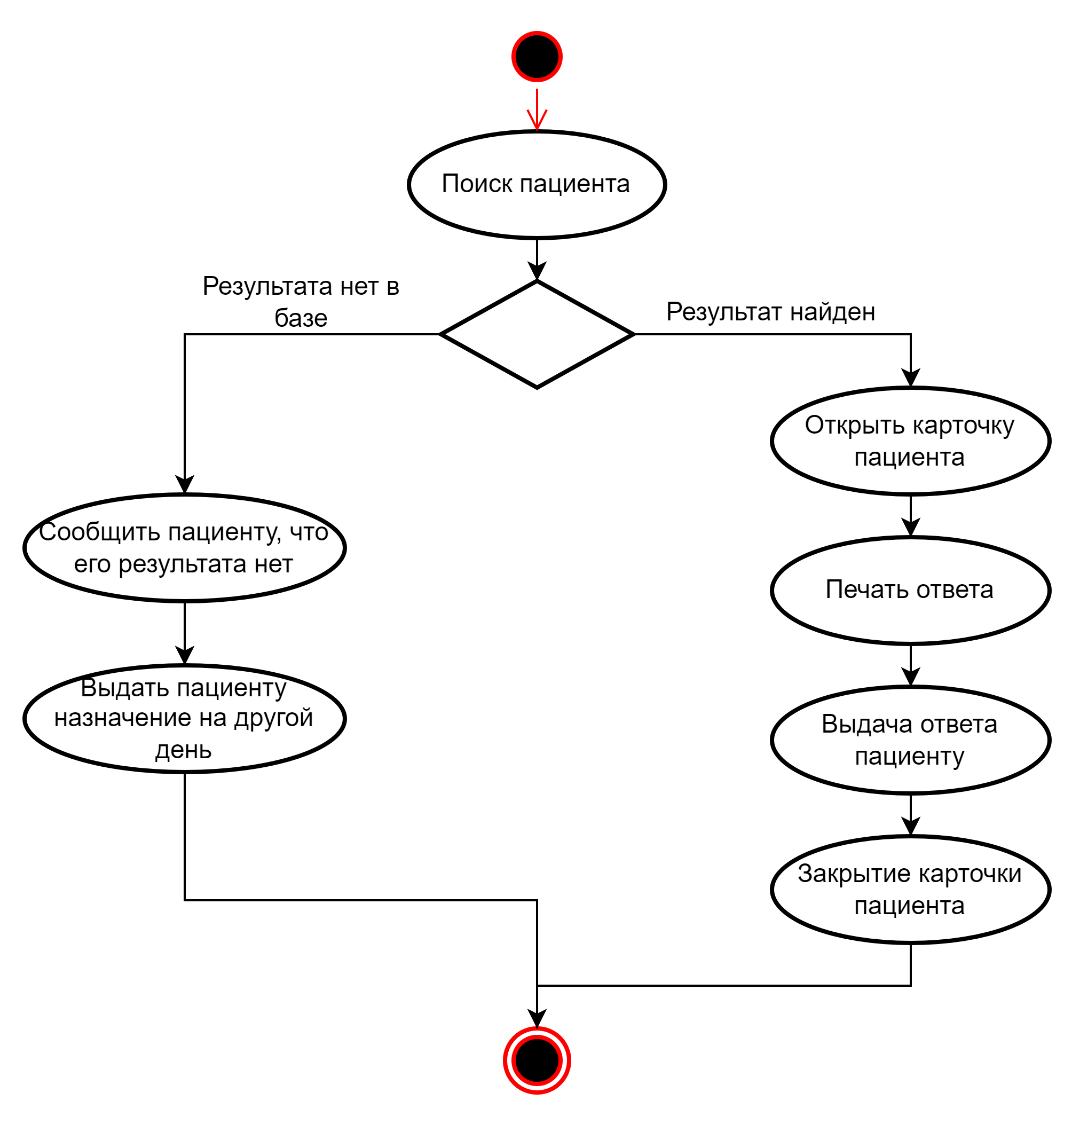 Поиск пациента
Результата нет в
базе
Результат найден
Открыть карточку
пациента
Сообщить пациенту, что
его результата нет
Печать ответа
Выдать пациенту
назначение на другой
день
Выдача ответа
пациенту
Закрытие карточки
пациента